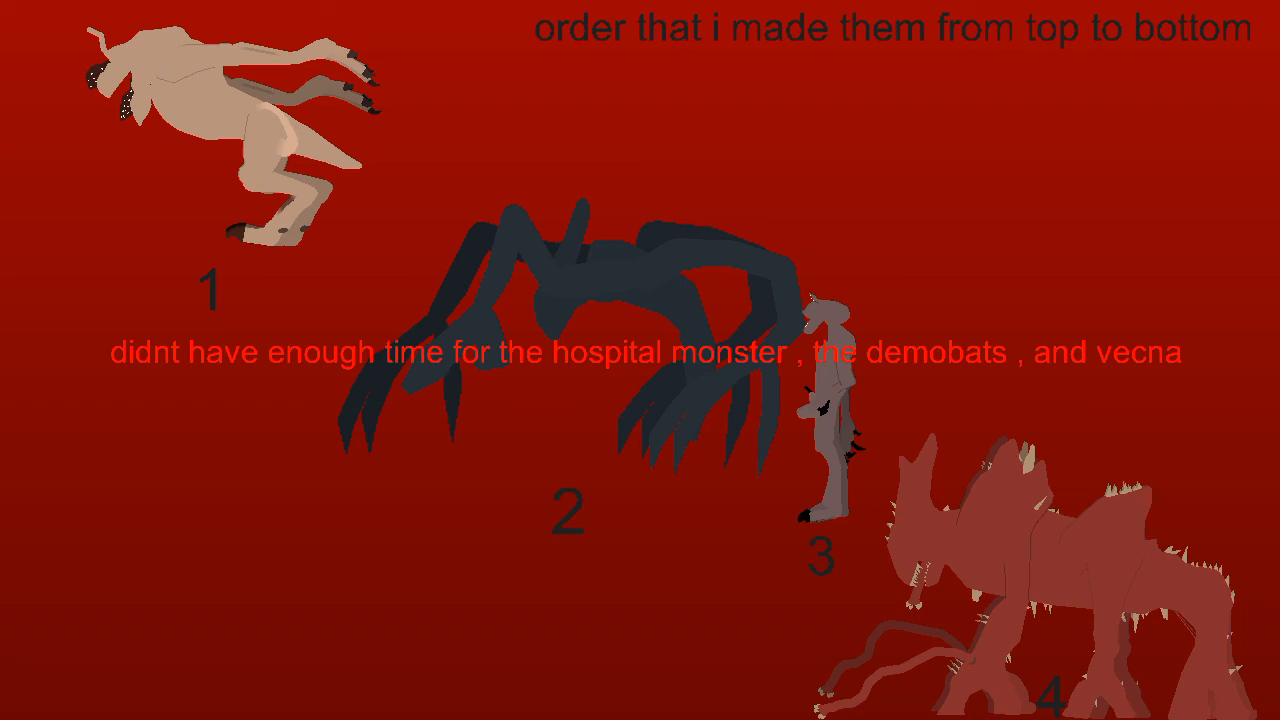 order that i made them from top to bottom
1
didnt have enough time for the hospital monster , the demobats , and vecna
2
3
4